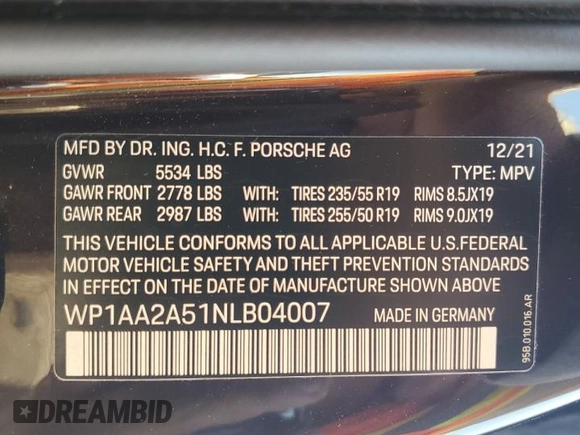 MFD BY DR. ING. H.C. F. PORSCHE AG 12/21
GVWR 5534 LBS TYPE: MPV
GAWR FRONT 2778 LBS WITH: TIRES 235/55 R19 RIMS 8.5JX19
GAWR REAR 2987 LBS WITH: TIRES 255/50 R19 RIMS 9.0JX19
THIS VEHICLE CONFORMS TO ALL APPLICABLE U.S.FEDERAL
MOTOR VEHICLE SAFETY AND THEFT PREVENTION STANDARDS
IN EFFECT ON THE DATE OF MANUFACTURE SHOWN ABOVE
WP1AA2A51NLB04007
MADE IN GERMANY
95B.010.016.AR
DREAMBID